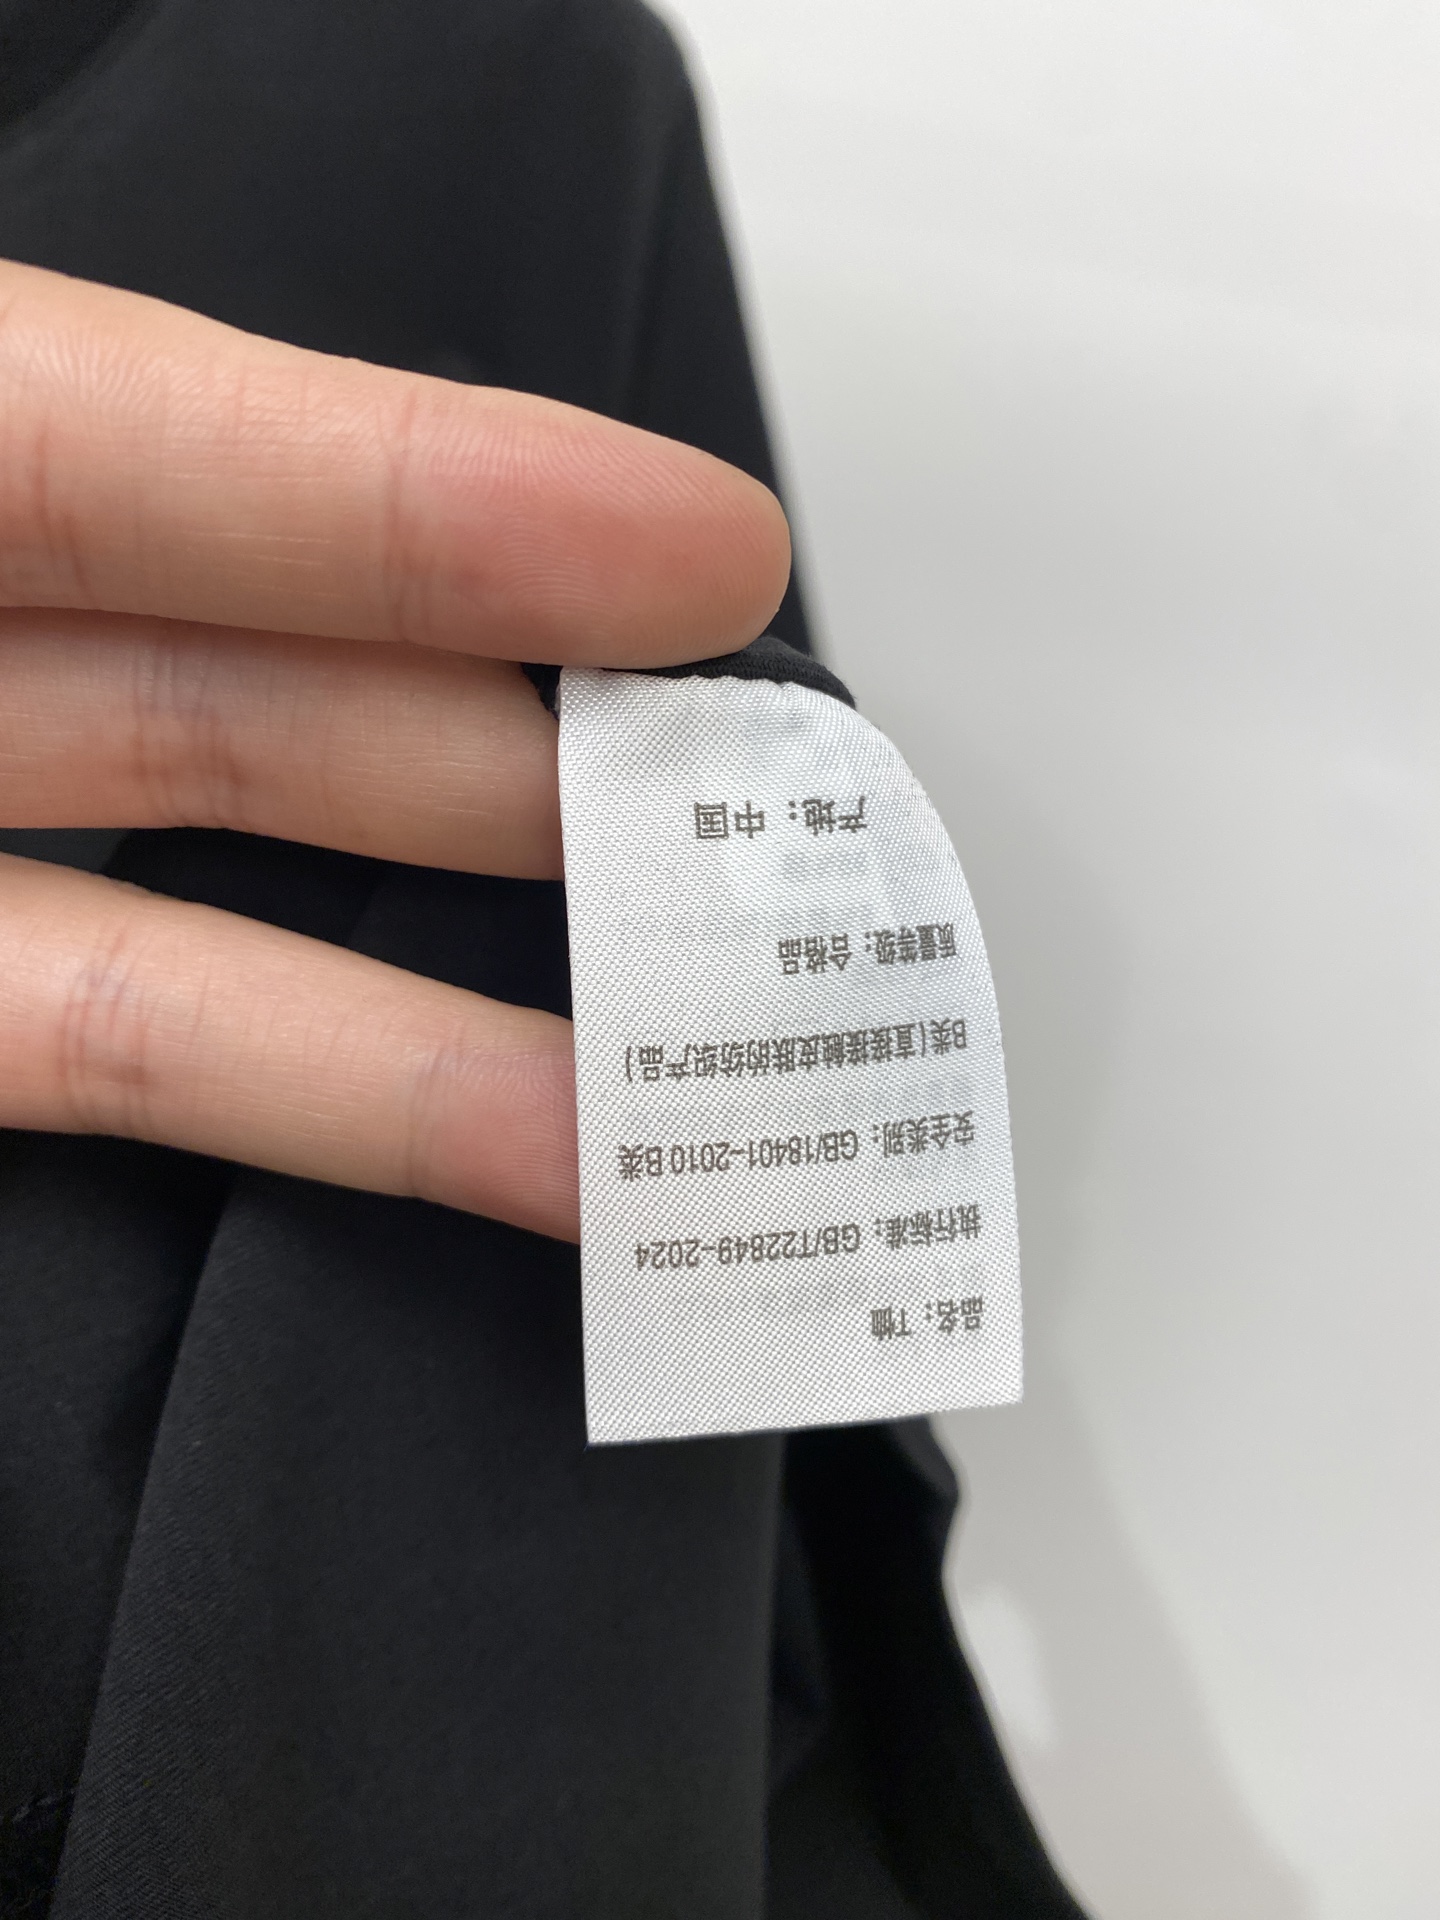 品名：T恤
执行标准：GB/T22849-2024
安全类别：GB/18401-2010 B类
B类(直接接触皮肤的纺织产品)
质量等级：合格品
产地：中国